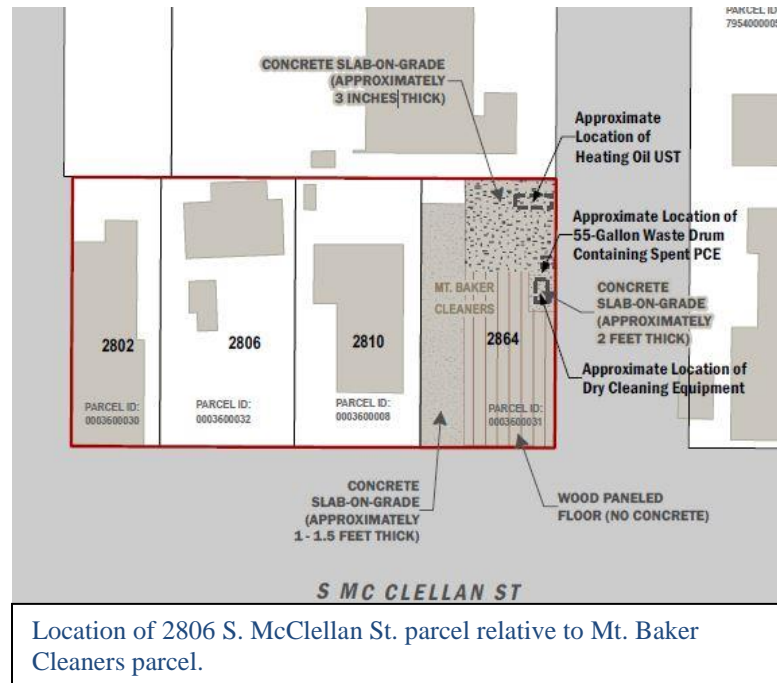 PARCEL ID:
CONCRETE SLAB-ON-GRADE
(APPROXIMATELY
3 INCHES THICK)
Approximate
Location of
Heating Oil UST
Approximate Location of
55-Gallon Waste Drum
Containing Spent PCE
MT. BAKER
CLEANERS
CONCRETE
SLAB-ON-GRADE
(APPROXIMATELY
2 FEET THICK)
2802
2806
2810
2864
Approximate Location of
Dry Cleaning Equipment
PARCEL ID:
0003600030
PARCEL ID:
0003600032
PARCEL ID:
0003600008
PARCEL ID:
0003600031
CONCRETE
SLAB-ON-GRADE
(APPROXIMATELY
1 - 1.5 FEET THICK)
WOOD PANELED
FLOOR (NO CONCRETE)
S MC CLELLAN ST
Location of 2806 S. McClellan St. parcel relative to Mt. Baker
Cleaners parcel.